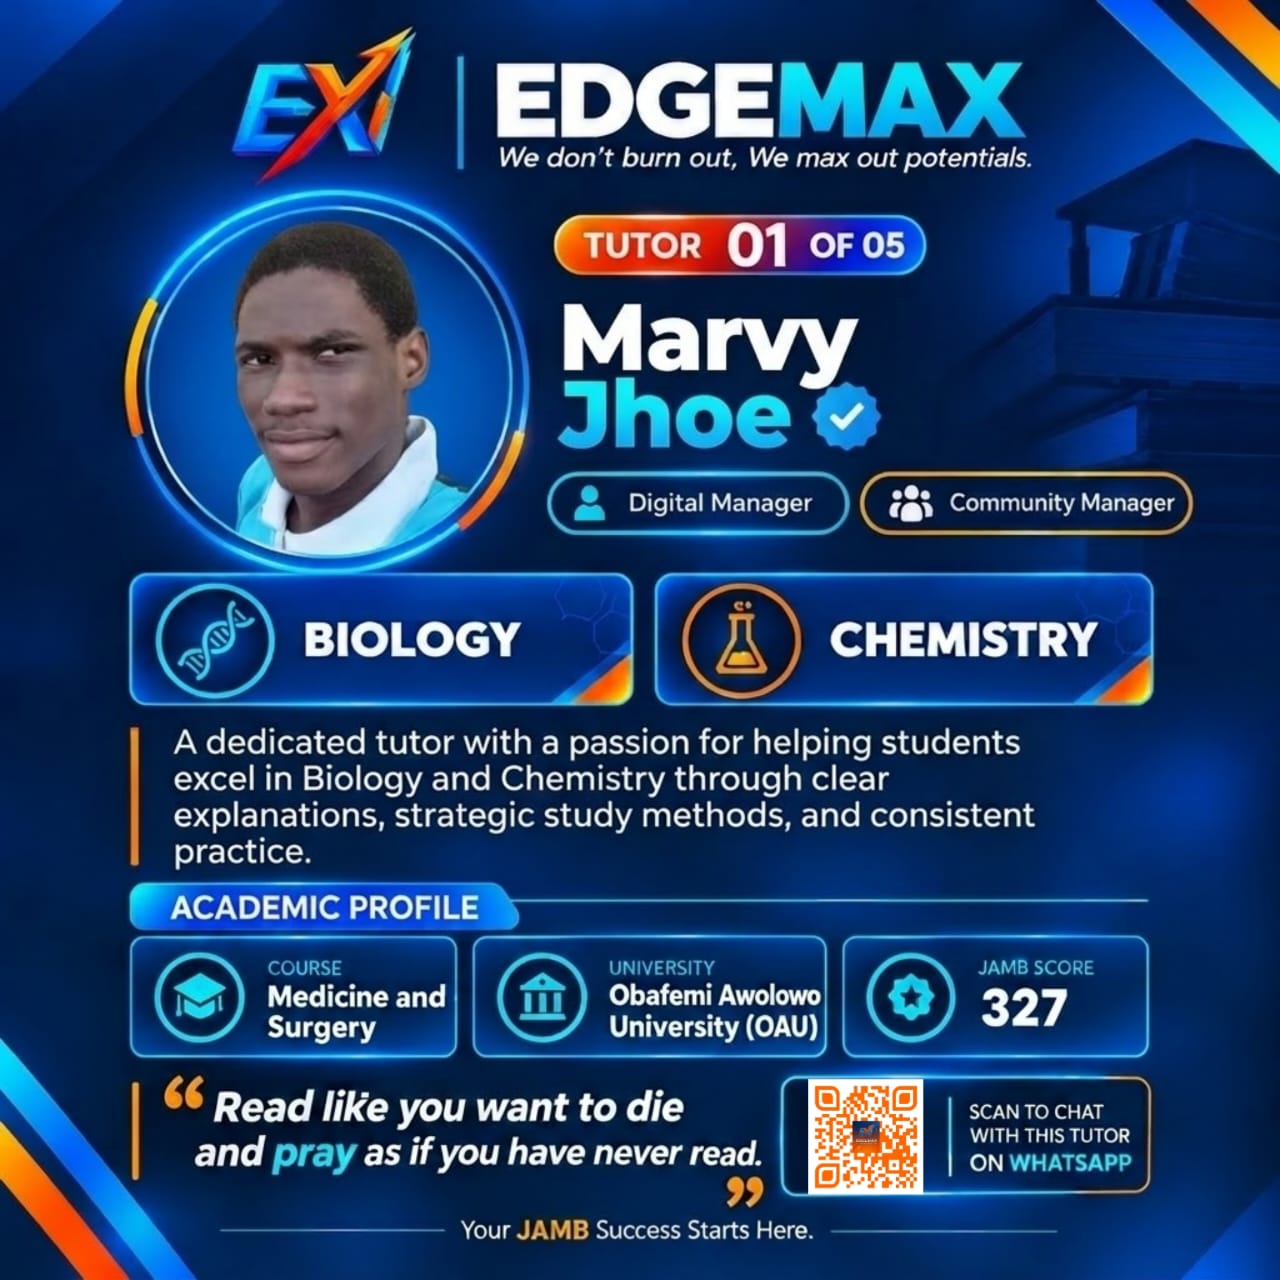 EX
EDGEMAX
We don't burn out, We max out potentials.
TUTOR 01 OF 05
Marvy
Jhoe
Digital Manager
Community Manager
BIOLOGY
CHEMISTRY
A dedicated tutor with a passion for helping students
excel in Biology and Chemistry through clear
explanations, strategic study methods, and consistent
practice.
ACADEMIC PROFILE
COURSE
Medicine and
Surgery
UNIVERSITY
Obafemi Awolowo
University (OAU)
JAMB SCORE
327
“Read like you want to die
and pray as if you have never read.”
SCAN TO CHAT
WITH THIS TUTOR
ON WHATSAPP
Your JAMB Success Starts Here.